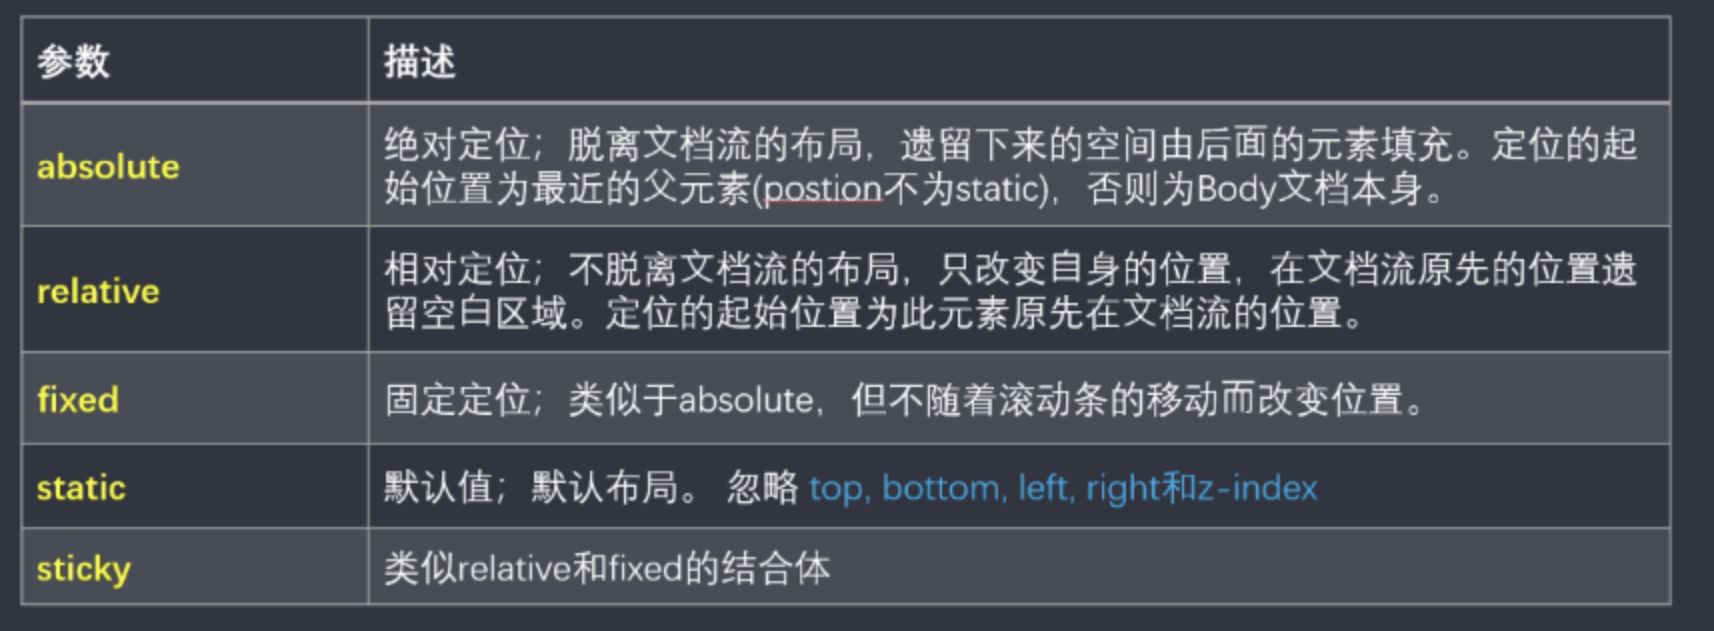 参数
描述
absolute
绝对定位；脱离文档流的布局，遗留下来的空间由后面的元素填充。定位的起
始位置为最近的父元素(postion不为static)，否则为Body文档本身。
relative
相对定位；不脱离文档流的布局，只改变自身的位置，在文档流原先的位置遗
留空白区域。定位的起始位置为此元素原先在文档流的位置。
fixed
固定定位；类似于absolute，但不随着滚动条的移动而改变位置。
static
默认值；默认布局。 忽略 top, bottom, left, right和z-index
sticky
类似relative和fixed的结合体